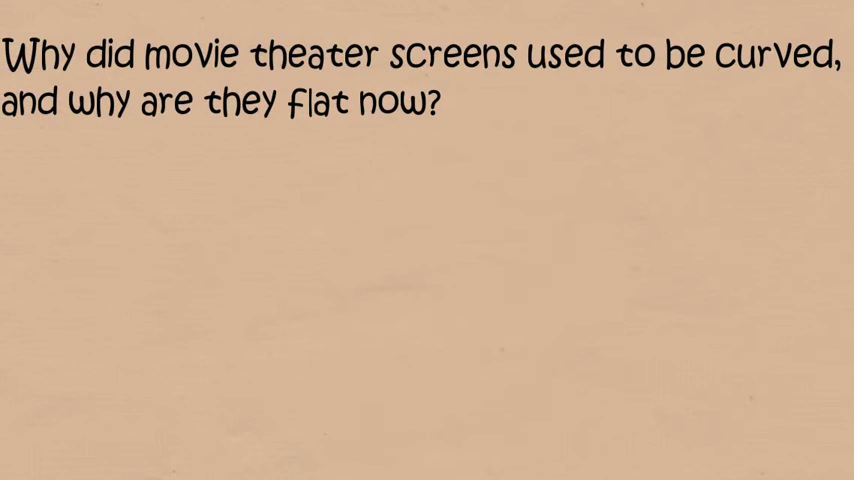 Why did movie theater screens used to be curved,
and why are they flat now?